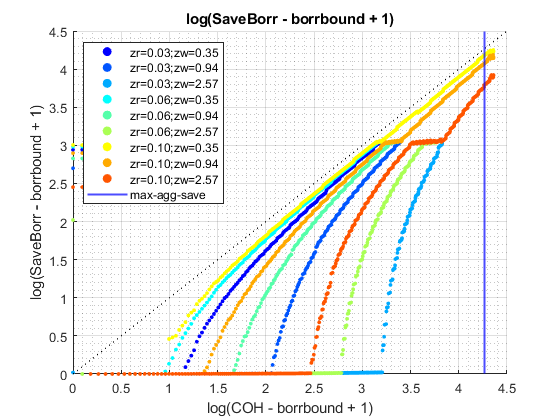 log(SaveBorr - borrbound + 1)
4.5
4
3.5
3
2.5
2
1.5
1
0.5
0
log(SaveBorr - borrbound + 1)
zr=0.03;zw=0.35
zr=0.03;zw=0.94
zr=0.03;zw=2.57
zr=0.06;zw=0.35
zr=0.06;zw=0.94
zr=0.06;zw=2.57
zr=0.10;zw=0.35
zr=0.10;zw=0.94
zr=0.10;zw=2.57
max-agg-save
0 0.5 1 1.5 2 2.5 3 3.5 4 4.5
log(COH - borrbound + 1)